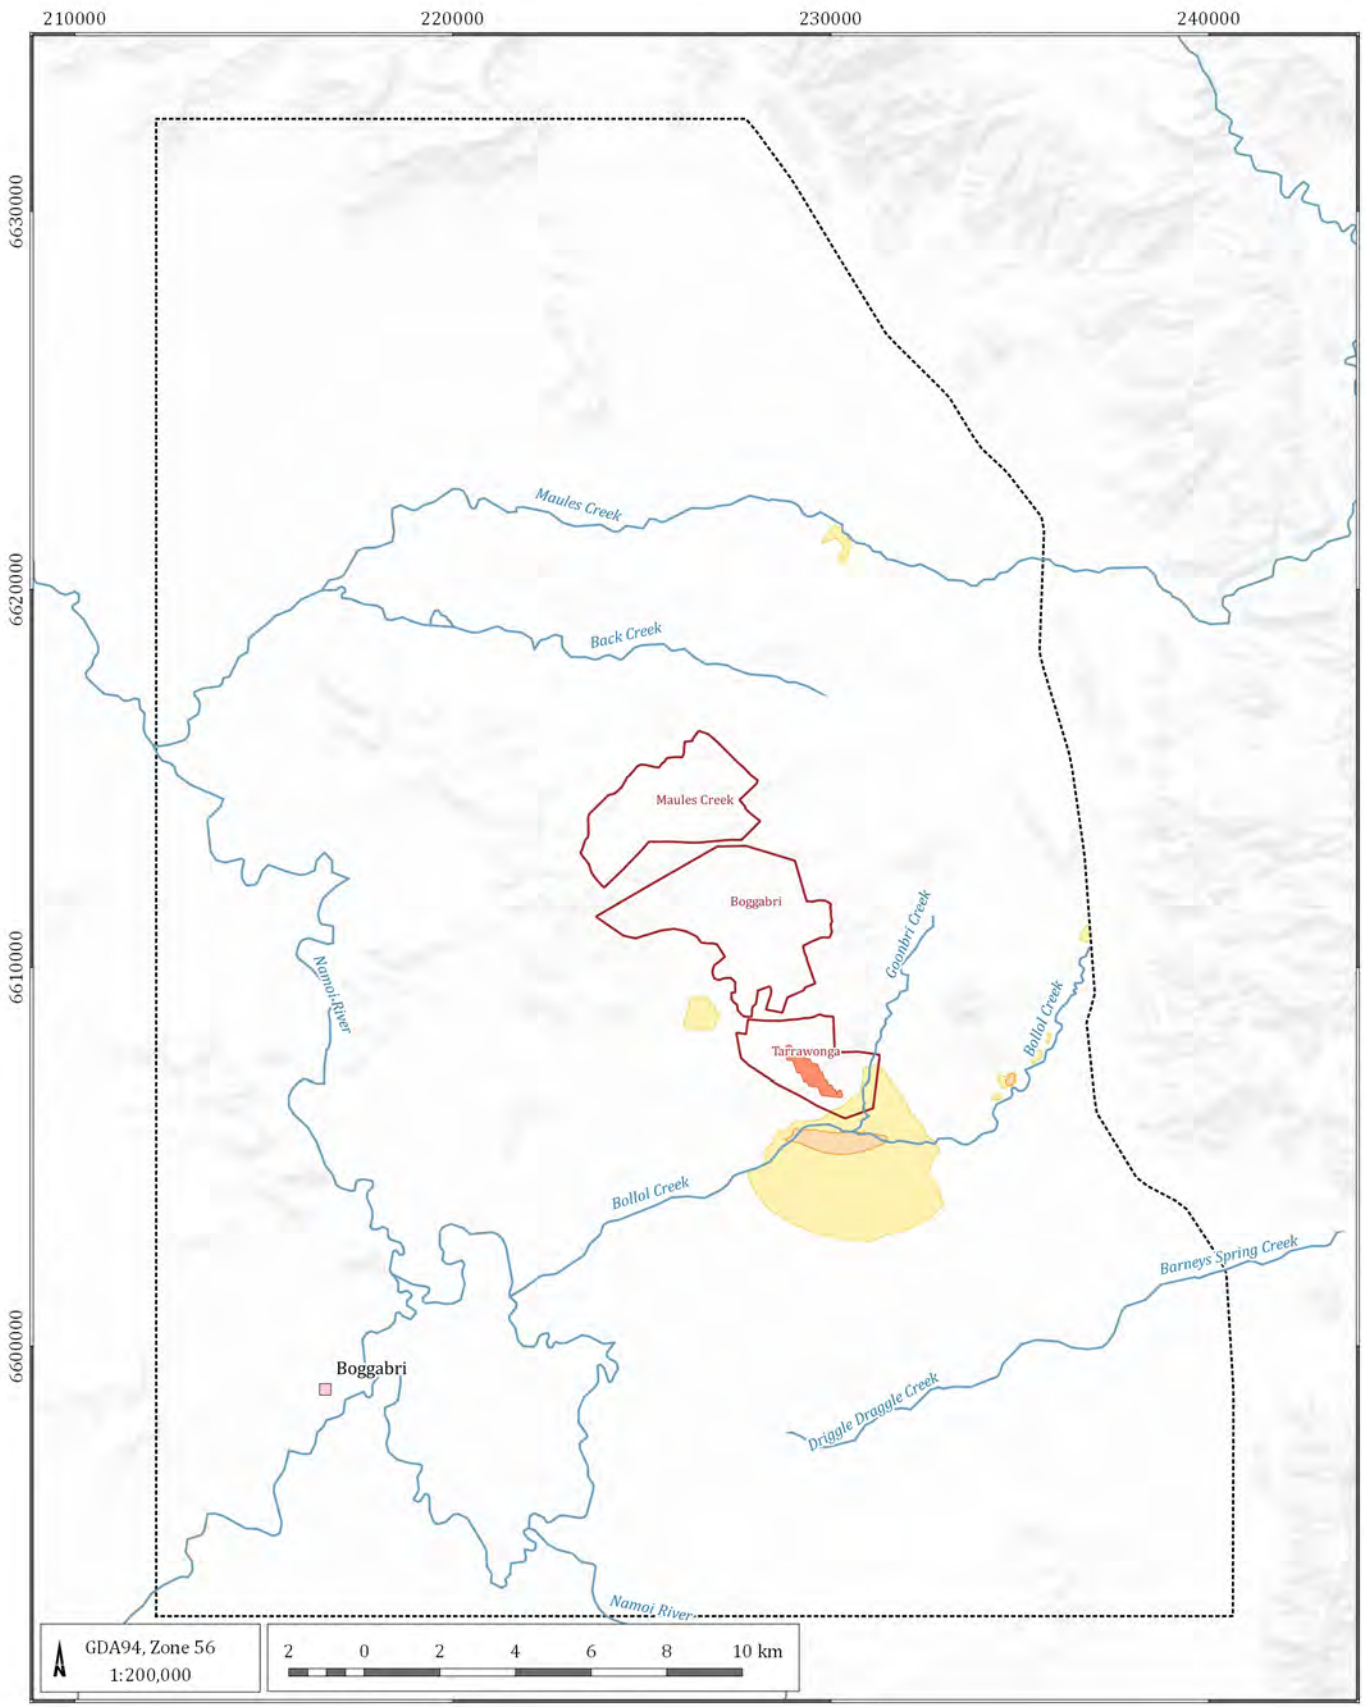 210000 220000 230000 240000
6630000
6620000
6610000
6600000
Maules Creek
Back Creek
Maules Creek
Boggabri
Goonbri Creek
Namoi River
Bollol Creek
Tarrawonga
Bollol Creek
Barneys Spring Creek
Boggabri
Driggle Draggle Creek
Namoi River
GDA94, Zone 56
1:200,000
2 0 2 4 6 8 10 km